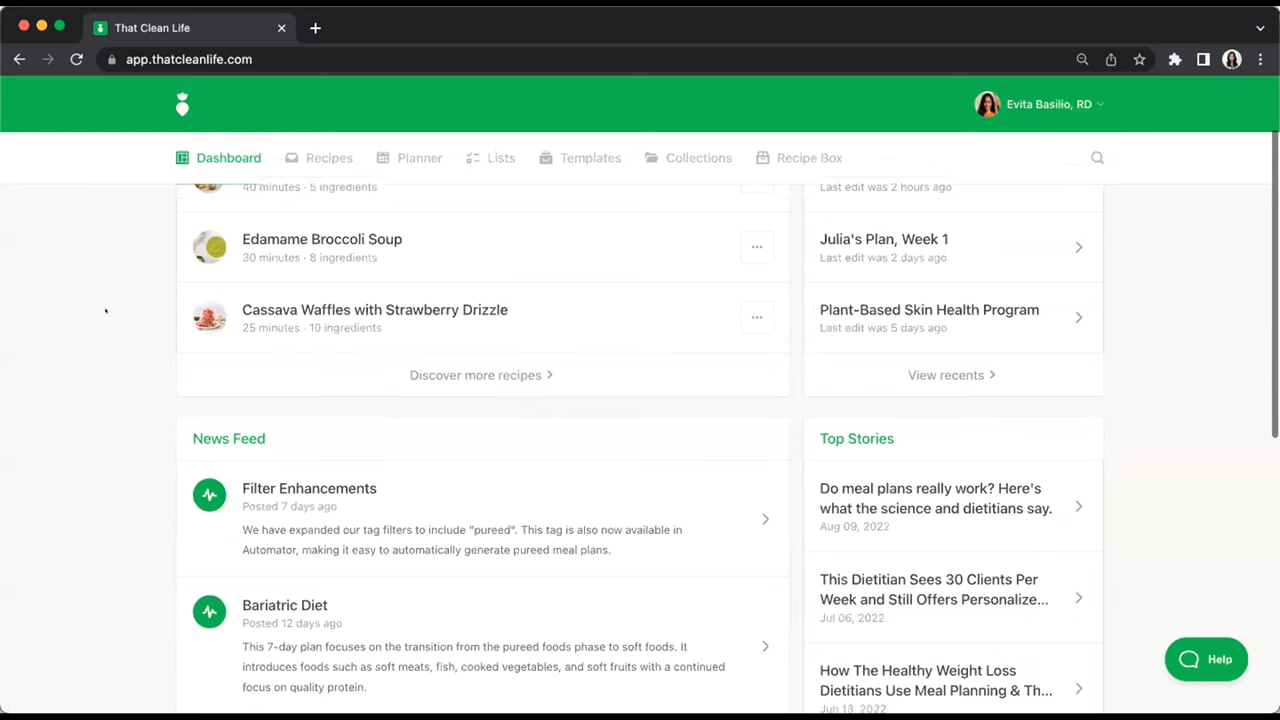 That Clean Life
app.thatcleanlife.com
Evita Basilio, RD
Dashboard
Recipes
Planner
Lists
Templates
Collections
Recipe Box
40 minutes · 5 ingredients
Edamame Broccoli Soup
30 minutes · 8 ingredients
Cassava Waffles with Strawberry Drizzle
25 minutes · 10 ingredients
Discover more recipes
Last edit was 2 hours ago
Julia's Plan, Week 1
Last edit was 2 days ago
Plant-Based Skin Health Program
Last edit was 5 days ago
View recents
News Feed
Filter Enhancements
Posted 7 days ago
We have expanded our tag filters to include "pureed". This tag is also now available in
Automator, making it easy to automatically generate pureed meal plans.
Bariatric Diet
Posted 12 days ago
This 7-day plan focuses on the transition from the pureed foods phase to soft foods. It
introduces foods such as soft meats, fish, cooked vegetables, and soft fruits with a continued
focus on quality protein.
Top Stories
Do meal plans really work? Here's
what the science and dietitians say.
Aug 09, 2022
This Dietitian Sees 30 Clients Per
Week and Still Offers Personalize...
Jul 06, 2022
How The Healthy Weight Loss
Dietitians Use Meal Planning & Th...
Jun 13, 2022
Help